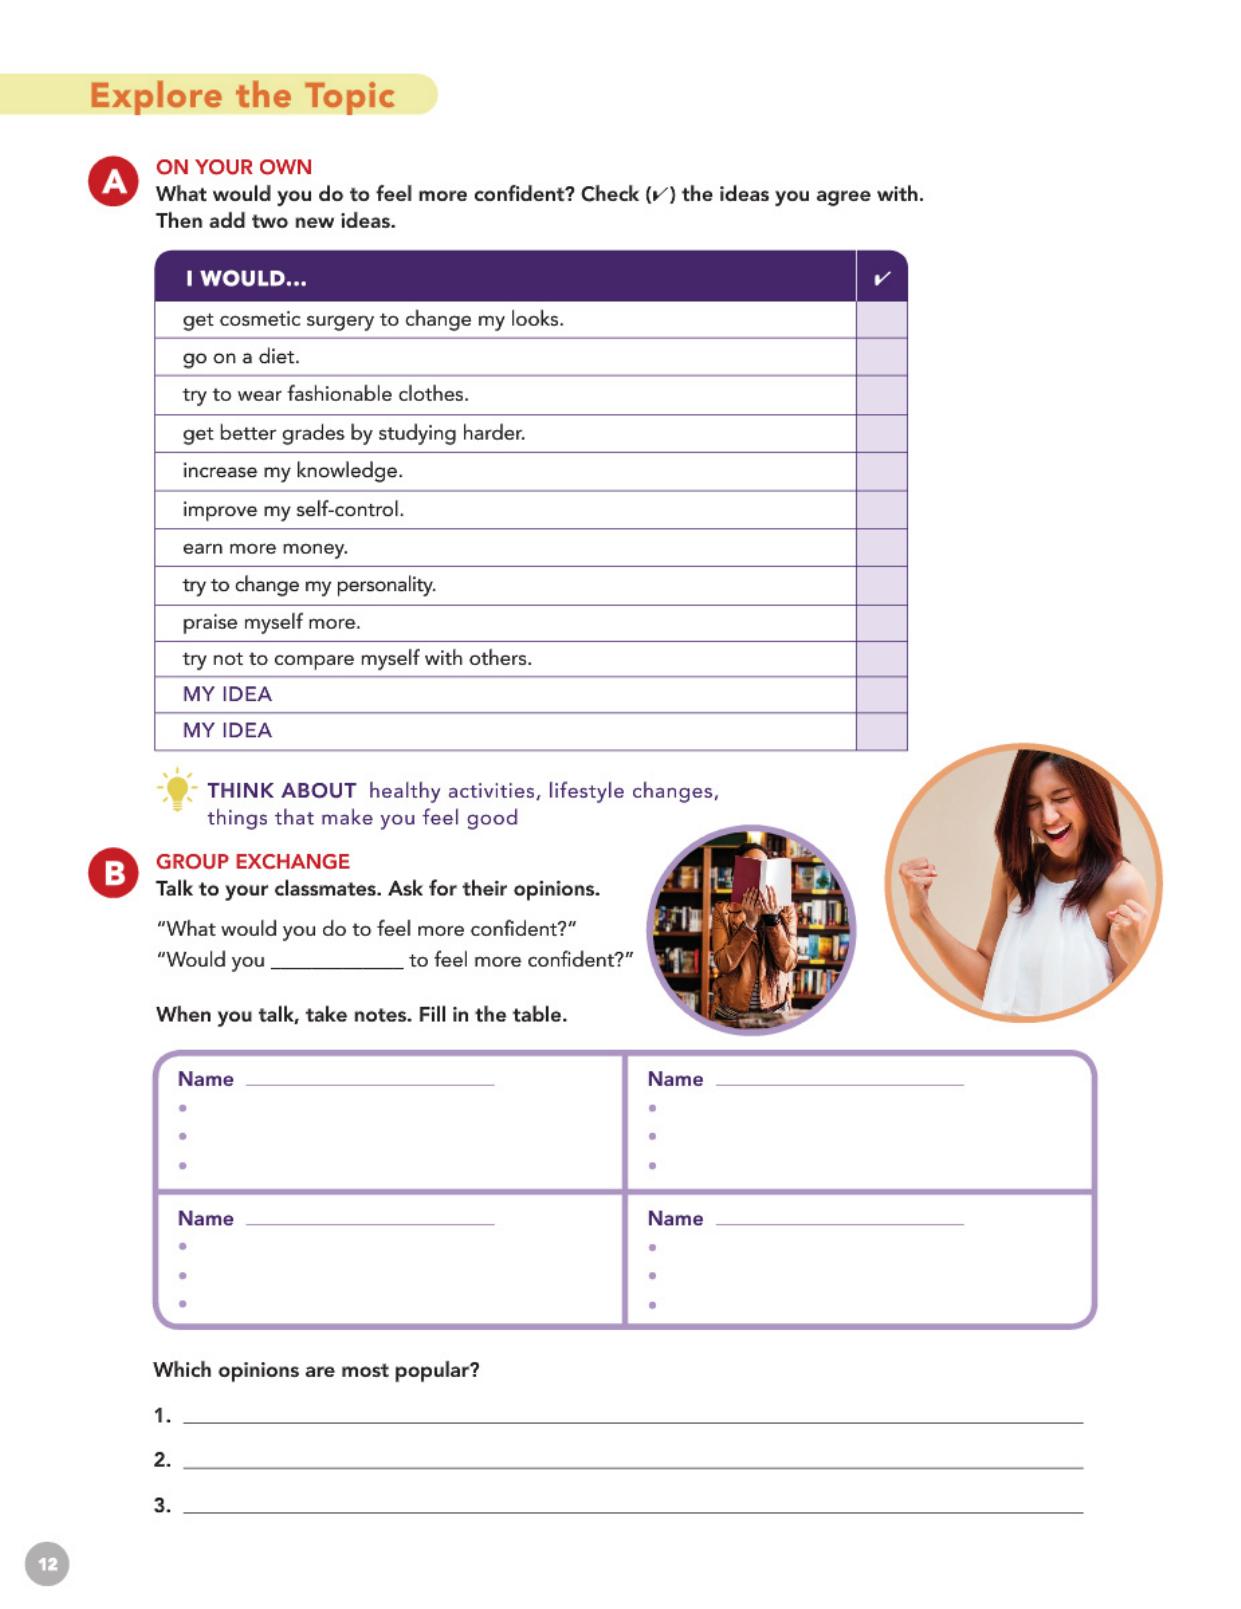 Explore the Topic
A
ON YOUR OWN
What would you do to feel more confident? Check (✔) the ideas you agree with.
Then add two new ideas.
I WOULD... ✔
get cosmetic surgery to change my looks.
go on a diet.
try to wear fashionable clothes.
get better grades by studying harder.
increase my knowledge.
improve my self-control.
earn more money.
try to change my personality.
praise myself more.
try not to compare myself with others.
MY IDEA
MY IDEA
THINK ABOUT healthy activities, lifestyle changes,
things that make you feel good
B
GROUP EXCHANGE
Talk to your classmates. Ask for their opinions.
“What would you do to feel more confident?”
“Would you ____________ to feel more confident?”
When you talk, take notes. Fill in the table.
Name ____________ Name ____________
• •
• •
• •
Name ____________ Name ____________
• •
• •
• •
Which opinions are most popular?
1.
2.
3.
12